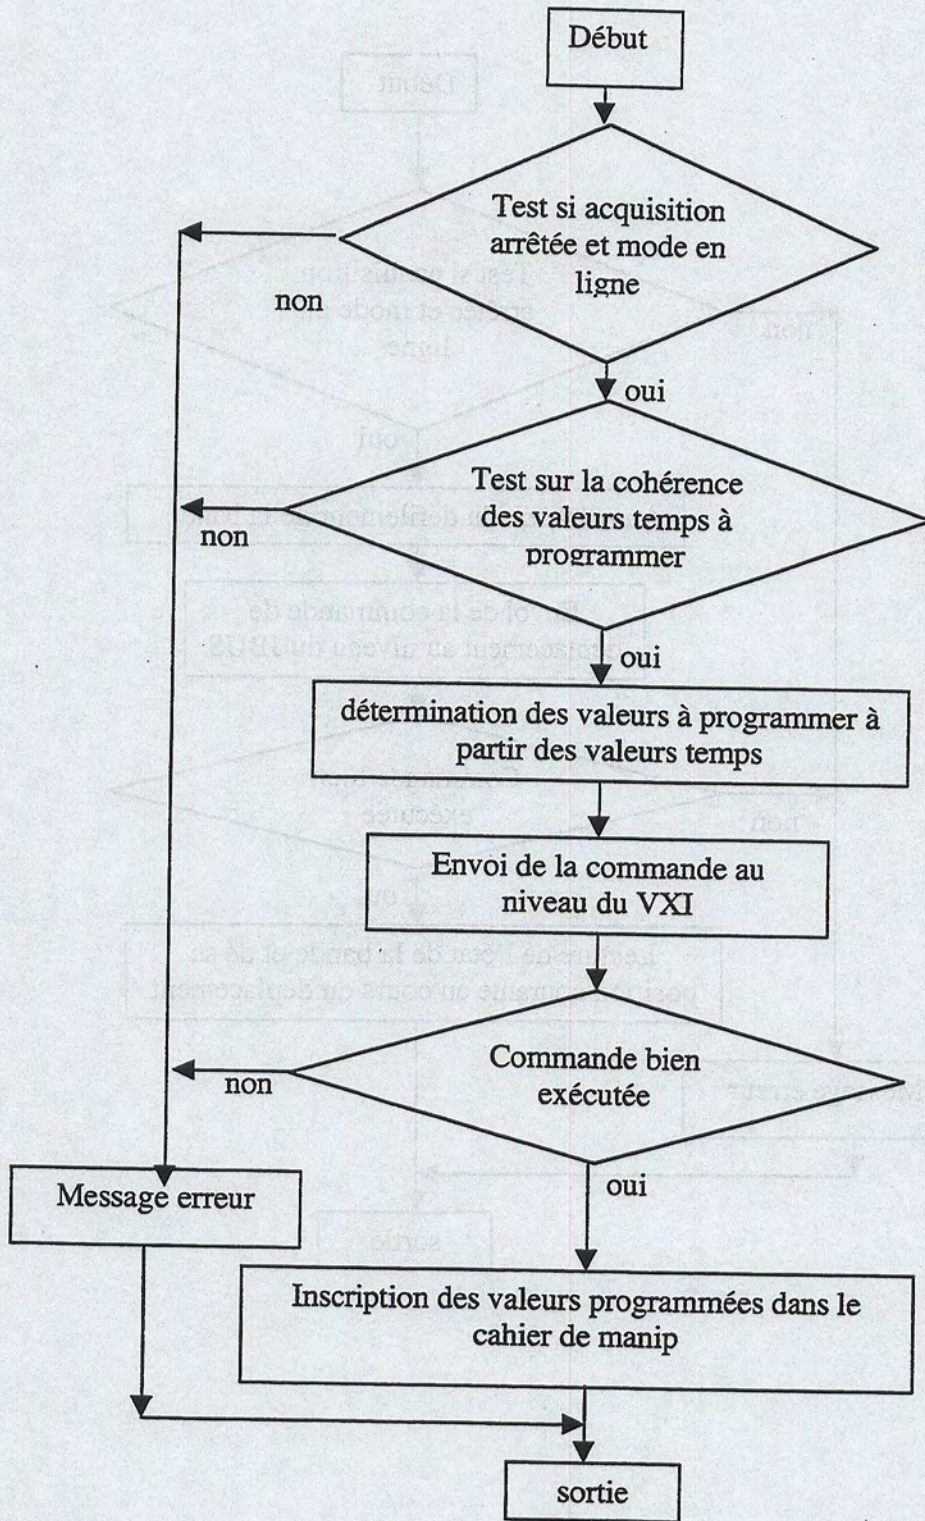 Début
Test si acquisition
arrêtée et mode en
ligne
non
oui
Test sur la cohérence
des valeurs temps à
programmer
non
oui
détermination des valeurs à programmer à
partir des valeurs temps
Envoi de la commande au
niveau du VXI
Commande bien
exécutée
non
oui
Message erreur
Inscription des valeurs programmées dans le
cahier de manip
sortie